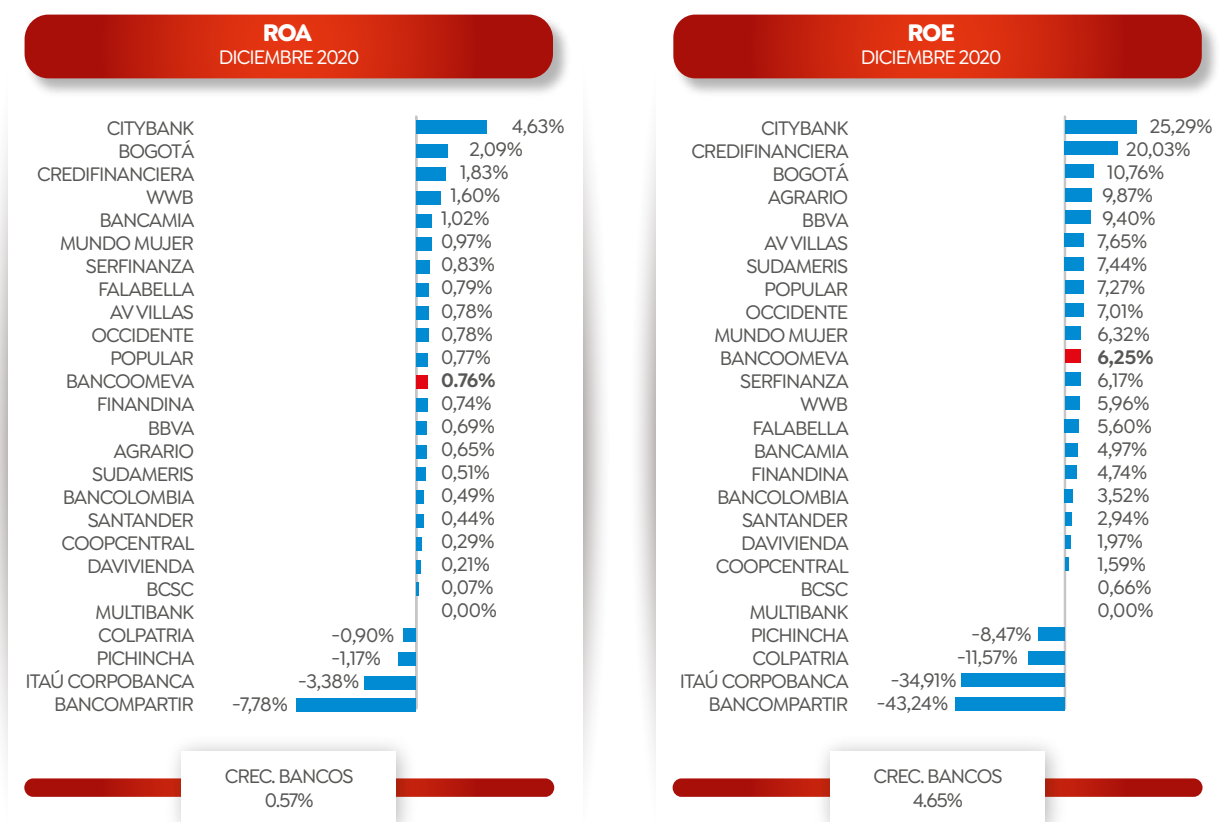 ROA
DICIEMBRE 2020
CITYBANK 4,63%
BOGOTÁ 2,09%
CREDIFINANCIERA 1,83%
WWB 1,60%
BANCAMIA 1,02%
MUNDO MUJER 0,97%
SERFINANZA 0,83%
FALABELLA 0,79%
AV VILLAS 0,78%
OCCIDENTE 0,78%
POPULAR 0,77%
BANCOOMEVA 0.76%
FINANDINA 0,74%
BBVA 0,69%
AGRARIO 0,65%
SUDAMERIS 0,51%
BANCOLOMBIA 0,49%
SANTANDER 0,44%
COOPCENTRAL 0,29%
DAVIVIENDA 0,21%
BCSC 0,07%
MULTIBANK 0,00%
COLPATRIA -0,90%
PICHINCHA -1,17%
ITAÚ CORPOBANCA -3,38%
BANCOMPARTIR -7,78%
CREC. BANCOS
0.57%
ROE
DICIEMBRE 2020
CITYBANK 25,29%
CREDIFINANCIERA 20,03%
BOGOTÁ 10,76%
AGRARIO 9,87%
BBVA 9,40%
AV VILLAS 7,65%
SUDAMERIS 7,44%
POPULAR 7,27%
OCCIDENTE 7,01%
MUNDO MUJER 6,32%
BANCOOMEVA 6,25%
SERFINANZA 6,17%
WWB 5,96%
FALABELLA 5,60%
BANCAMIA 4,97%
FINANDINA 4,74%
BANCOLOMBIA 3,52%
SANTANDER 2,94%
DAVIVIENDA 1,97%
COOPCENTRAL 1,59%
BCSC 0,66%
MULTIBANK 0,00%
PICHINCHA -8,47%
COLPATRIA -11,57%
ITAÚ CORPOBANCA -34,91%
BANCOMPARTIR -43,24%
CREC. BANCOS
4.65%